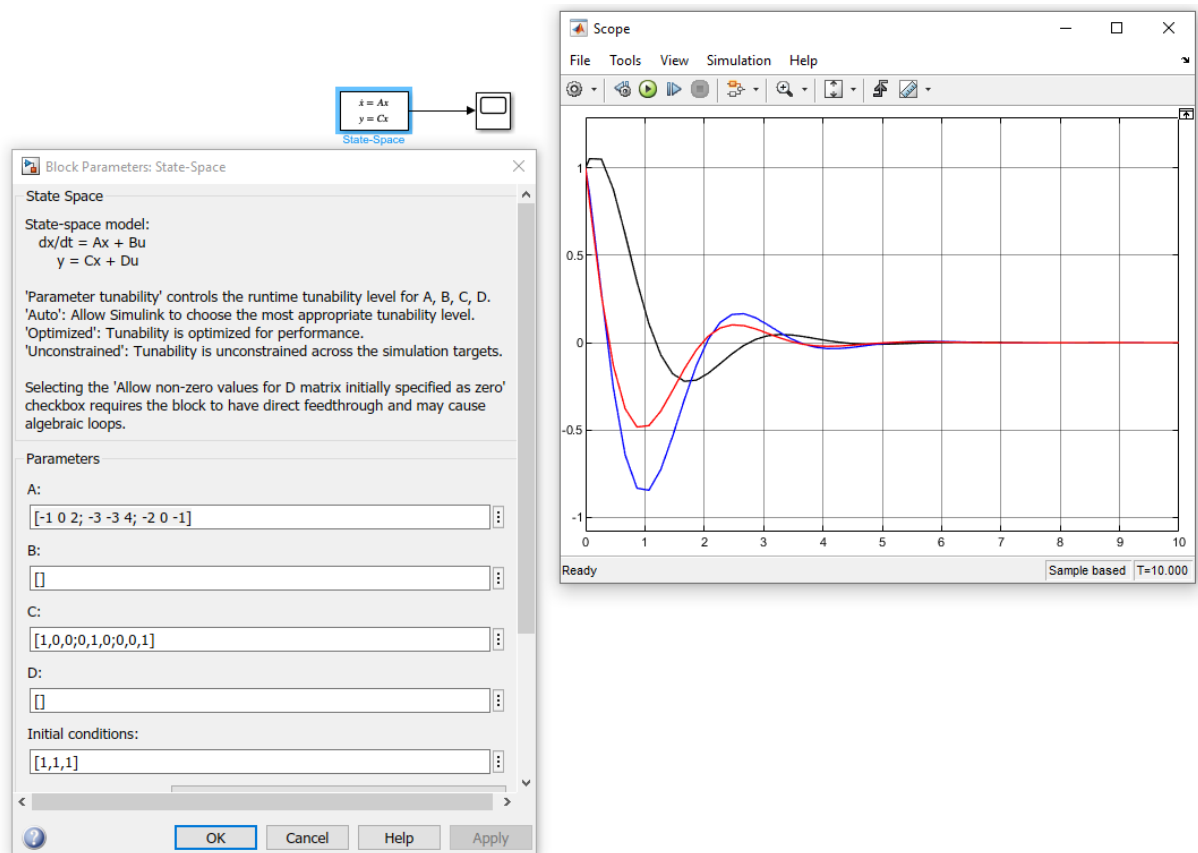 Scope
File Tools View Simulation Help
ẋ = Ax
y = Cx
State-Space
Block Parameters: State-Space
State Space
State-space model:
dx/dt = Ax + Bu
y = Cx + Du
'Parameter tunability' controls the runtime tunability level for A, B, C, D.
'Auto': Allow Simulink to choose the most appropriate tunability level.
'Optimized': Tunability is optimized for performance.
'Unconstrained': Tunability is unconstrained across the simulation targets.
Selecting the 'Allow non-zero values for D matrix initially specified as zero'
checkbox requires the block to have direct feedthrough and may cause
algebraic loops.
Parameters
A:
[-1 0 2; -3 -3 4; -2 0 -1]
B:
[]
C:
[1,0,0;0,1,0;0,0,1]
D:
[]
Initial conditions:
[1,1,1]
OK Cancel Help Apply
1
0.5
0
-0.5
-1
0 1 2 3 4 5 6 7 8 9 10
Ready Sample based T=10.000